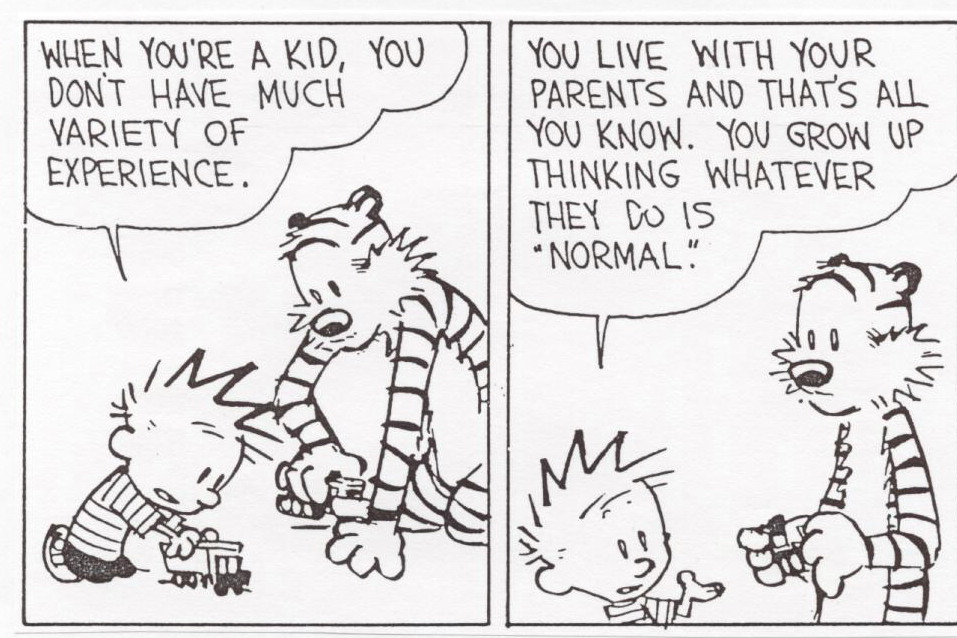 WHEN YOU'RE A KID, YOU
DON'T HAVE MUCH
VARIETY OF
EXPERIENCE.
YOU LIVE WITH YOUR
PARENTS AND THAT'S ALL
YOU KNOW. YOU GROW UP
THINKING WHATEVER
THEY DO IS
"NORMAL."